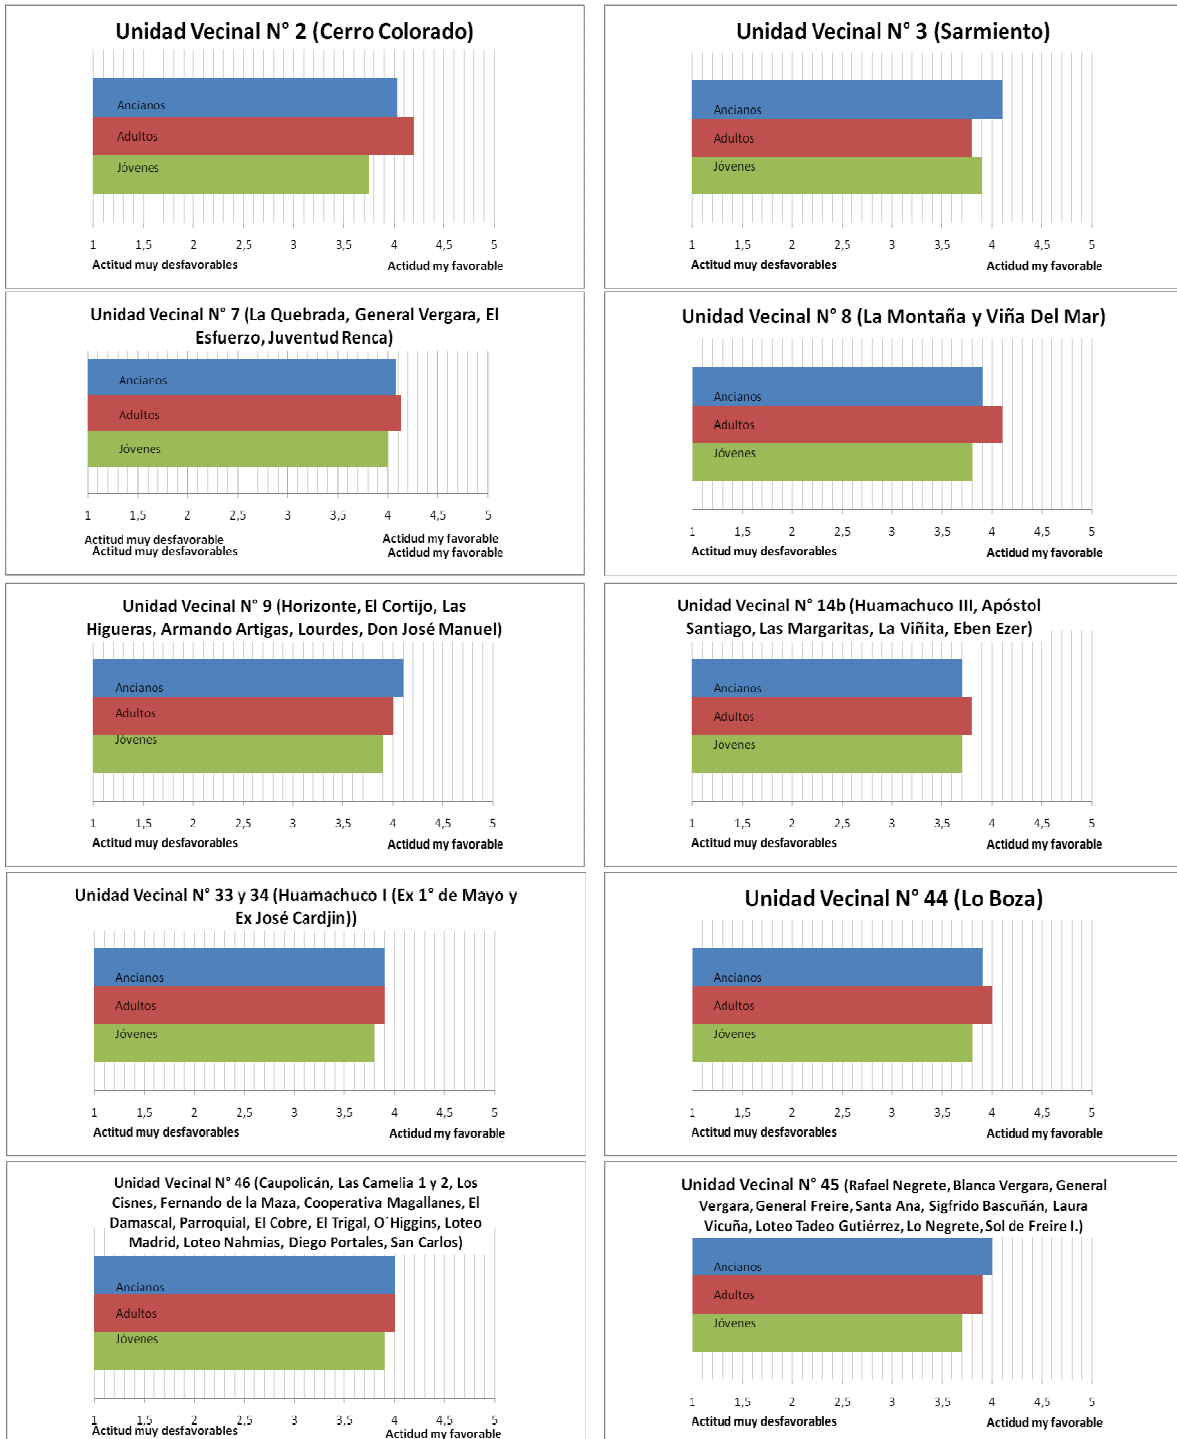 Unidad Vecinal N° 2 (Cerro Colorado)
Ancianos
Adultos
Jóvenes
1 1,5 2 2,5 3 3,5 4 4,5 5
Actitud muy desfavorables Actidud my favorable
Unidad Vecinal N° 3 (Sarmiento)
Ancianos
Adultos
Jóvenes
1 1,5 2 2,5 3 3,5 4 4,5 5
Actitud muy desfavorables Actidud my favorable
Unidad Vecinal N° 7 (La Quebrada, General Vergara, El
Esfuerzo, Juventud Renca)
Ancianos
Adultos
Jóvenes
1 1,5 2 2,5 3 3,5 4 4,5 5
Actitud muy desfavorable Actidud my favorable
Actitud muy desfavorables Actidud my favorable
Unidad Vecinal N° 8 (La Montaña y Viña Del Mar)
Ancianos
Adultos
Jóvenes
1 1,5 2 2,5 3 3,5 4 4,5 5
Actitud muy desfavorables Actidud my favorable
Unidad Vecinal N° 9 (Horizonte, El Cortijo, Las
Higueras, Armando Artigas, Lourdes, Don José Manuel)
Ancianos
Adultos
Jóvenes
1 1,5 2 2,5 3 3,5 4 4,5 5
Actitud muy desfavorables Actidud my favorable
Unidad Vecinal N° 14b (Huamachuco III, Apóstol
Santiago, Las Margaritas, La Viñita, Eben Ezer)
Ancianos
Adultos
Jóvenes
1 1,5 2 2,5 3 3,5 4 4,5 5
Actitud muy desfavorables Actidud my favorable
Unidad Vecinal N° 33 y 34 (Huamachuco I (Ex 1° de Mayo y
Ex José Cardjin))
Ancianos
Adultos
Jóvenes
1 1,5 2 2,5 3 3,5 4 4,5 5
Actitud muy desfavorables Actidud my favorable
Unidad Vecinal N° 44 (Lo Boza)
Ancianos
Adultos
Jóvenes
1 1,5 2 2,5 3 3,5 4 4,5 5
Actitud muy desfavorables Actidud my favorable
Unidad Vecinal N° 46 (Caupolicán, Las Camelia 1 y 2, Los
Cisnes, Fernando de la Maza, Cooperativa Magallanes, El
Damascal, Parroquial, El Cobre, El Trigal, O´Higgins, Loteo
Madrid, Loteo Nahmias, Diego Portales, San Carlos)
Ancianos
Adultos
Jóvenes
1 1,5 2 2,5 3 3,5 4 4,5 5
Actitud muy desfavorables Actidud my favorable
Unidad Vecinal N° 45 (Rafael Negrete, Blanca Vergara, General
Vergara, General Freire, Santa Ana, Sigfrido Bascuñán, Laura
Vicuña, Loteo Tadeo Gutiérrez, Lo Negrete, Sol de Freire I.)
Ancianos
Adultos
Jóvenes
1 1,5 2 2,5 3 3,5 4 4,5 5
Actitud muy desfavorables Actidud my favorable